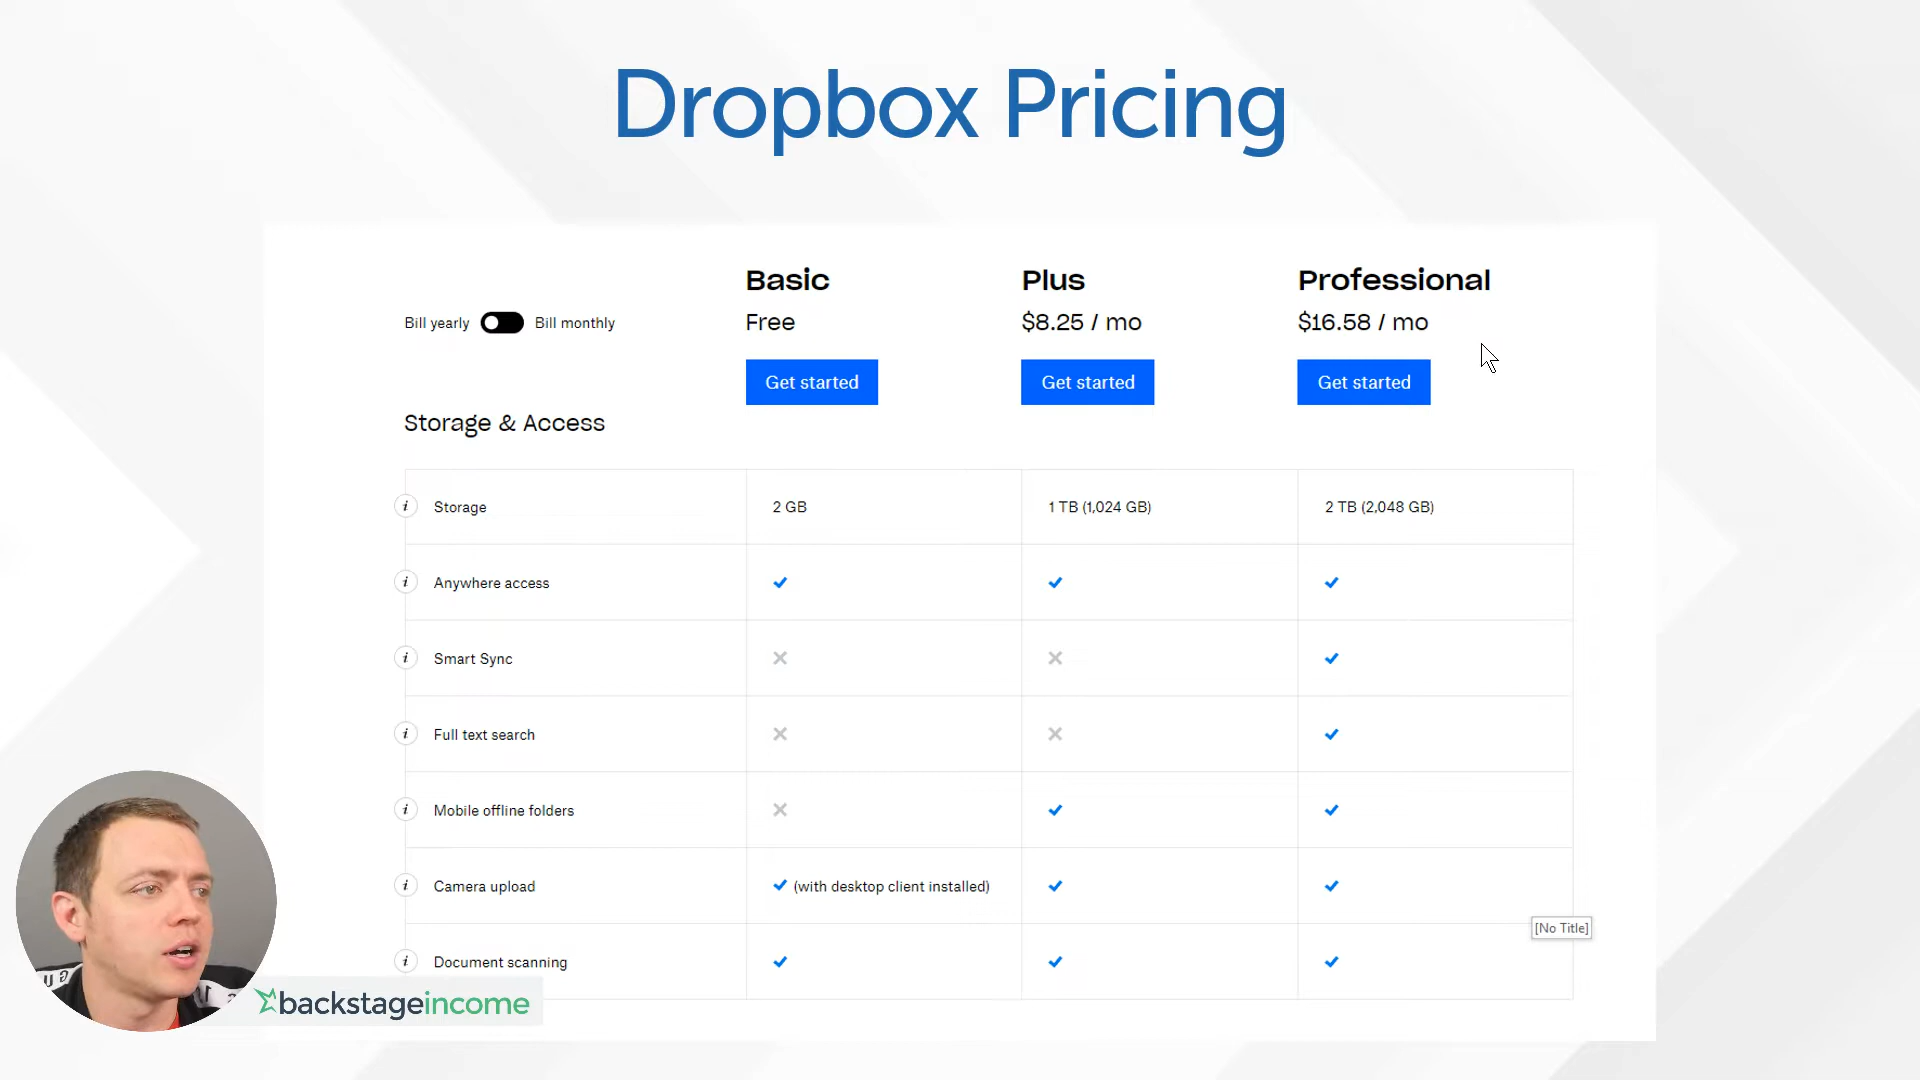 Dropbox Pricing
Basic
Plus
Professional
Bill yearly
Bill monthly
Free
$8.25 / mo
$16.58 / mo
Get started
Get started
Get started
Storage & Access
i Storage
2 GB
1 TB (1,024 GB)
2 TB (2,048 GB)
i Anywhere access
i Smart Sync
i Full text search
i Mobile offline folders
i Camera upload
(with desktop client installed)
[No Title]
i Document scanning
backstageincome